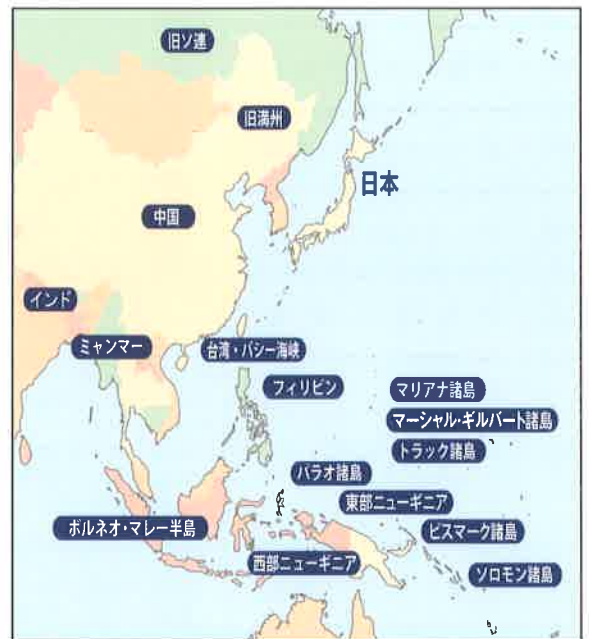 旧ソ連
旧満州
日本
中国
インド
ミャンマー
台湾・バシー海峡
フィリピン
マリアナ諸島
マーシャル・ギルバート諸島
トラック諸島
パラオ諸島
東部ニューギニア
ボルネオ・マレー半島
ビスマーク諸島
西部ニューギニア
ソロモン諸島